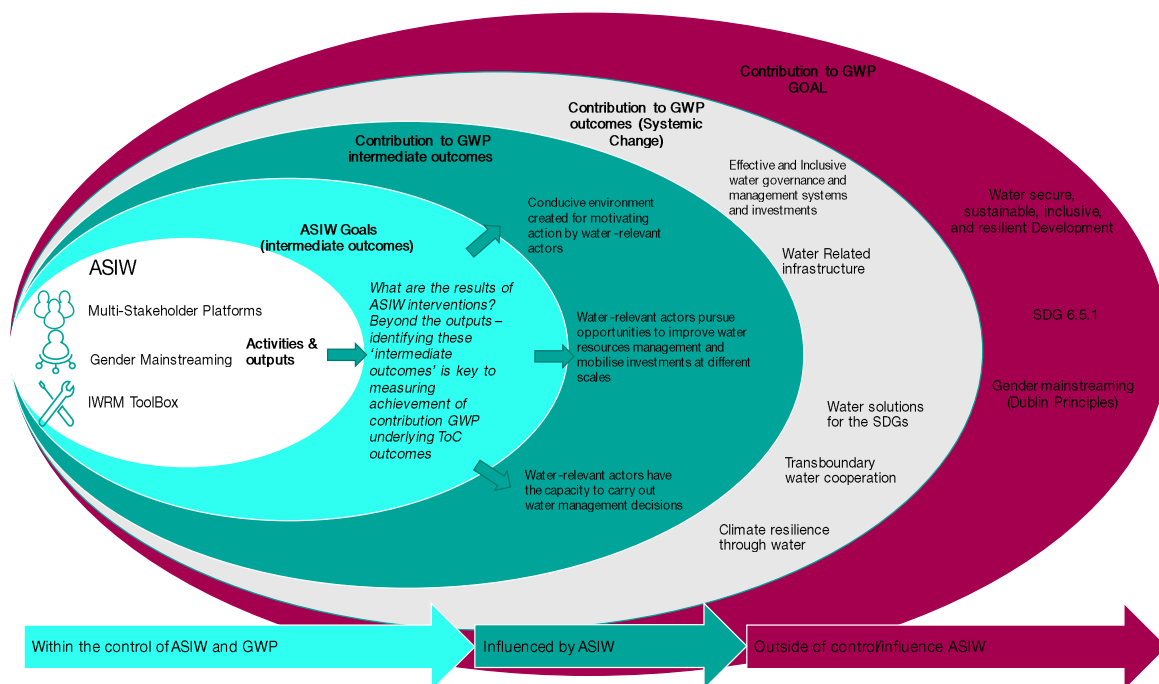 Contribution to GWP
GOAL
Contribution to GWP
outcomes (Systemic
Change)
Contribution to GWP
intermediate outcomes
ASIW Goals
(intermediate outcomes)
ASIW
Multi-Stakeholder Platforms
Gender Mainstreaming
IWRM ToolBox
Activities &
outputs
What are the results of
ASIW interventions?
Beyond the outputs –
identifying these
‘intermediate
outcomes’ is key to
measuring
achievement of
contribution GWP
underlying ToC
outcomes
Conducive environment
created for motivating
action by water-relevant
actors
Water-relevant actors pursue
opportunities to improve water
resources management and
mobilise investments at different
scales
Water-relevant actors have
the capacity to carry out
water management decisions
Effective and Inclusive
water governance and
management systems
and investments
Water Related
infrastructure
Water solutions
for the SDGs
Transboundary
water cooperation
Climate resilience
through water
Water secure,
sustainable, inclusive,
and resilient Development
SDG 6.5.1
Gender mainstreaming
(Dublin Principles)
Within the control of ASIW and GWP
Influenced by ASIW
Outside of control/influence ASIW